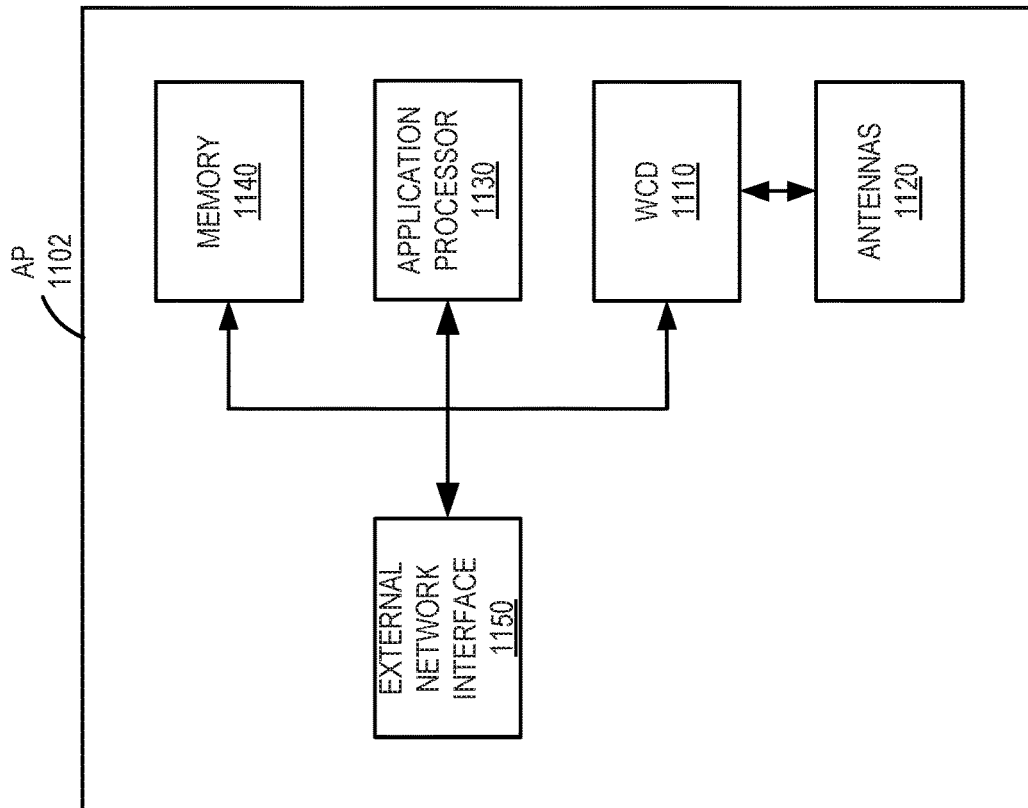 AP
1102
MEMORY
1140
APPLICATION
PROCESSOR
1130
EXTERNAL
NETWORK
INTERFACE
1150
WCD
1110
ANTENNAS
1120